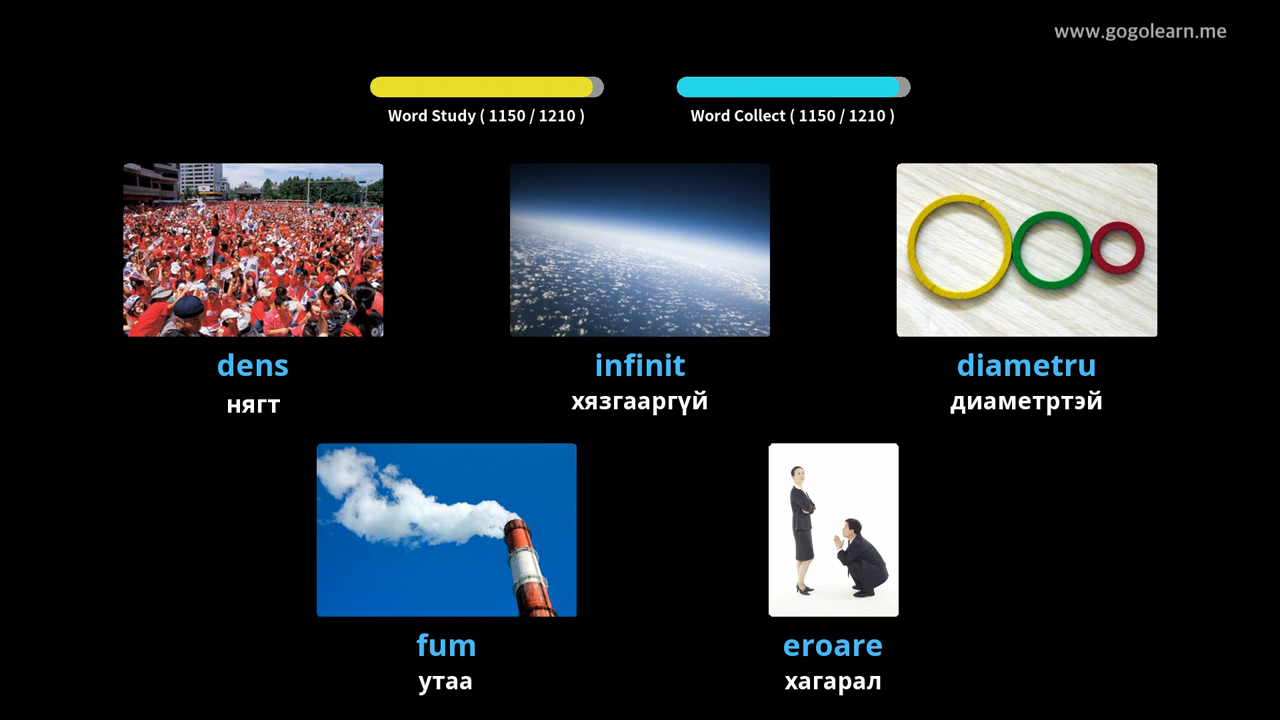 www.gogolearn.me
Word Study ( 1150 / 1210 )
Word Collect ( 1150 / 1210 )
dens
нягт
infinit
хязгааргүй
diametru
диаметртэй
fum
утаа
eroare
хагарал